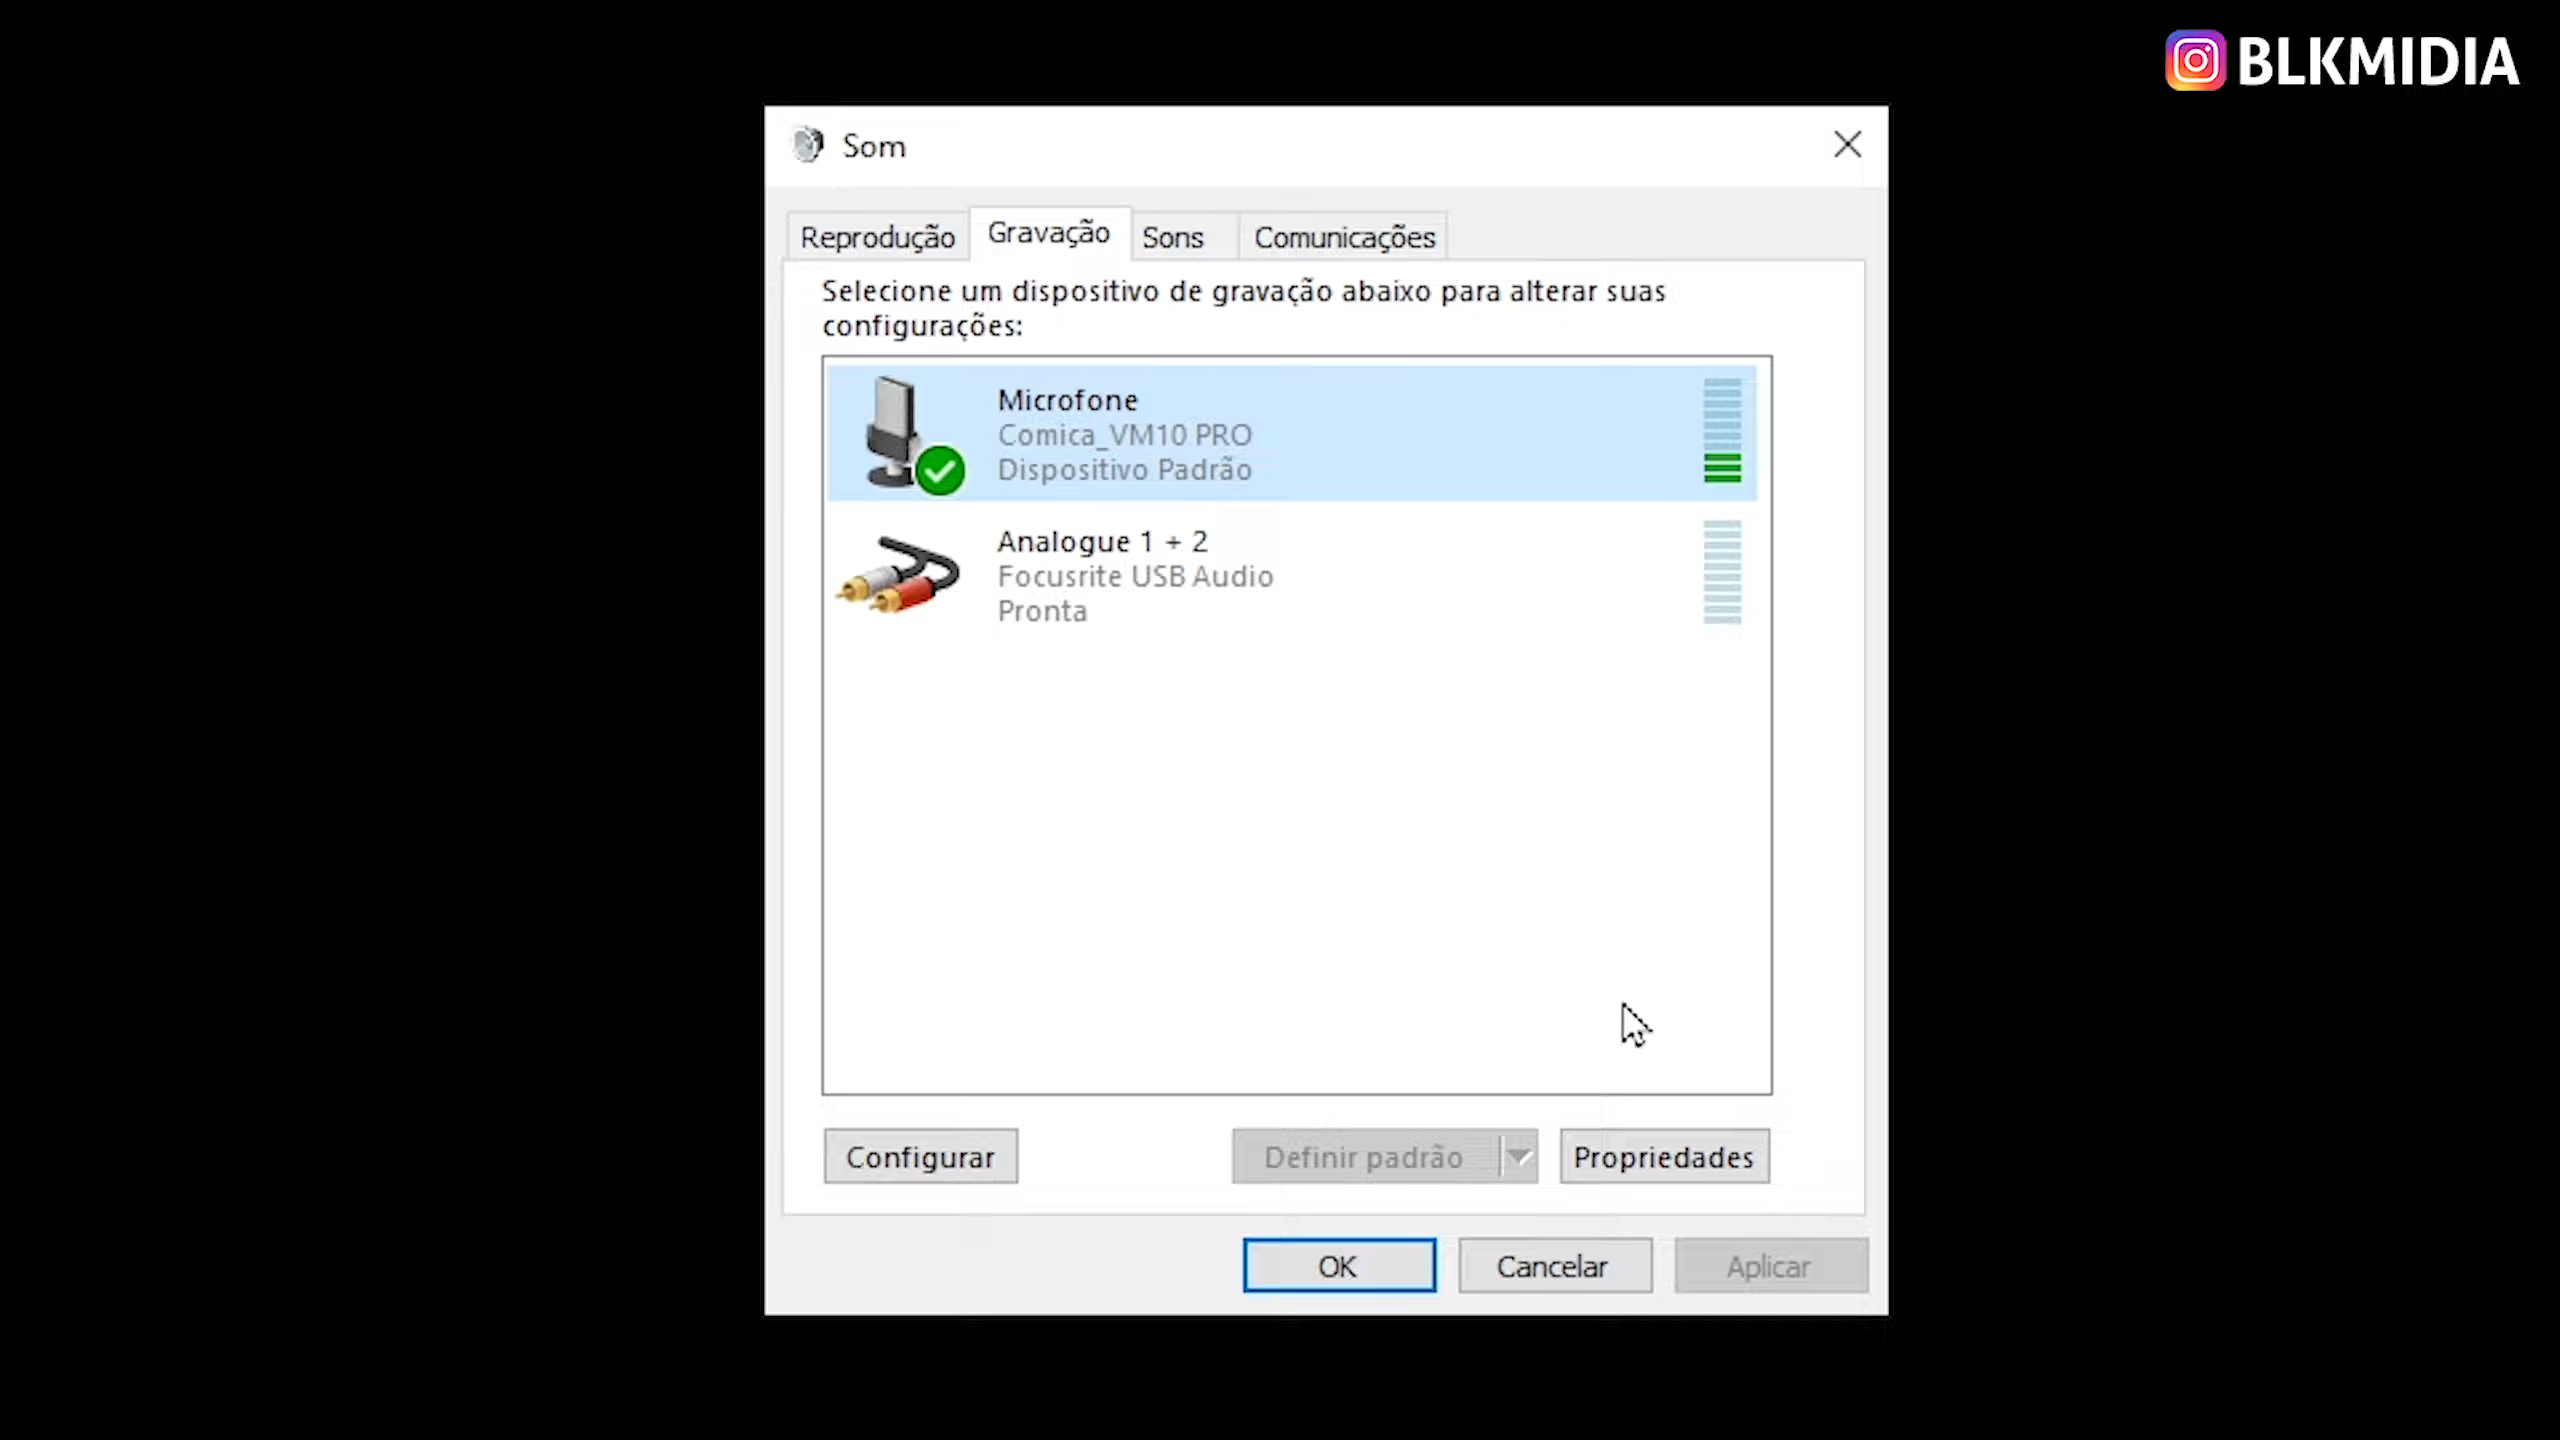 BLKMIDIA
Som
Reprodução
Gravação
Sons
Comunicações
Selecione um dispositivo de gravação abaixo para alterar suas
configurações:
Microfone
Comica_VM10 PRO
Dispositivo Padrão
Analogue 1 + 2
Focusrite USB Audio
Pronta
Configurar
Definir padrão
Propriedades
OK
Cancelar
Aplicar